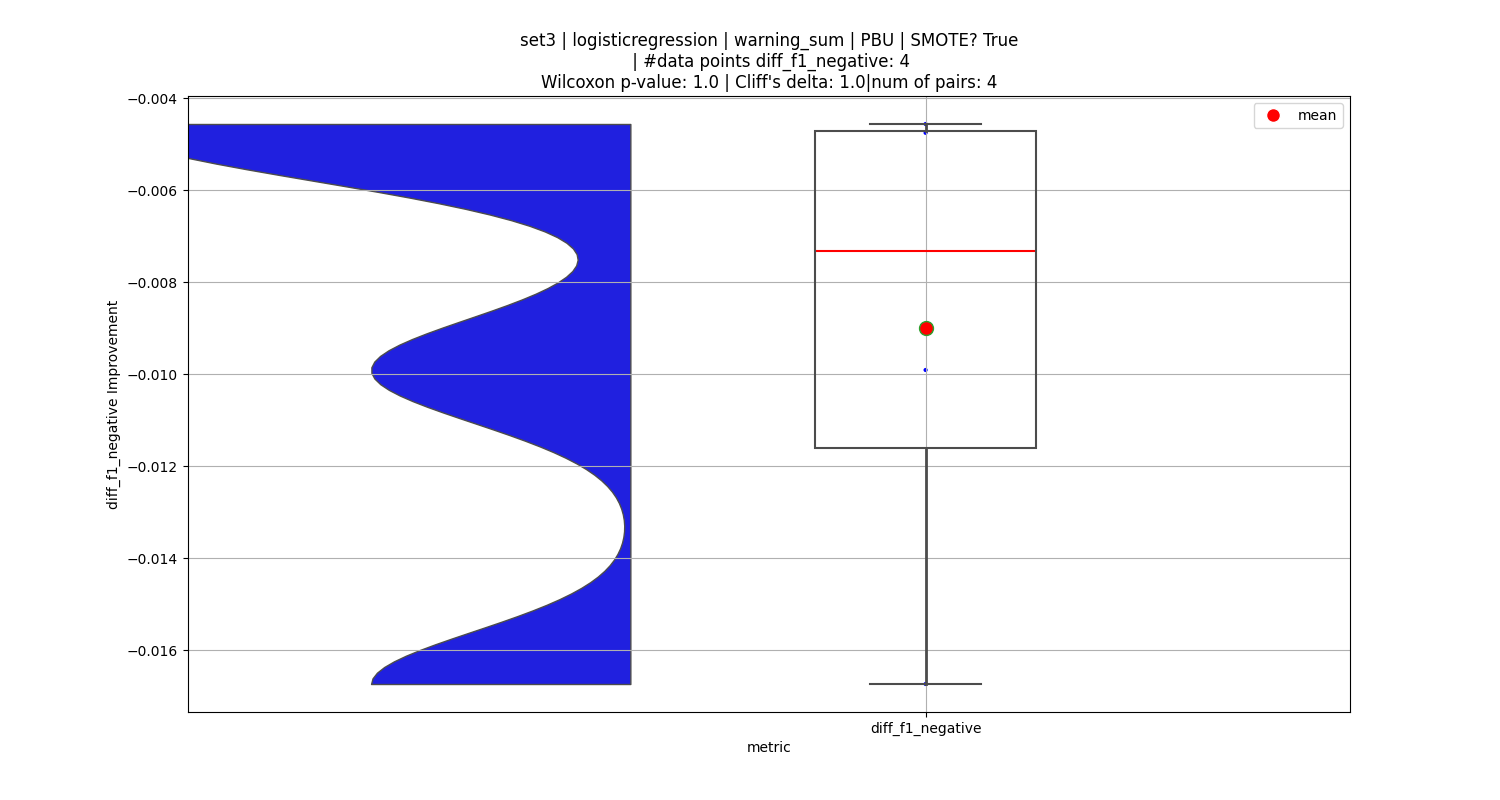 set3 | logisticregression | warning_sum | PBU | SMOTE? True
| #data points diff_f1_negative: 4
Wilcoxon p-value: 1.0 | Cliff's delta: 1.0|num of pairs: 4
mean
−0.004
−0.006
−0.008
−0.010
−0.012
−0.014
−0.016
diff_f1_negative Improvement
diff_f1_negative
metric